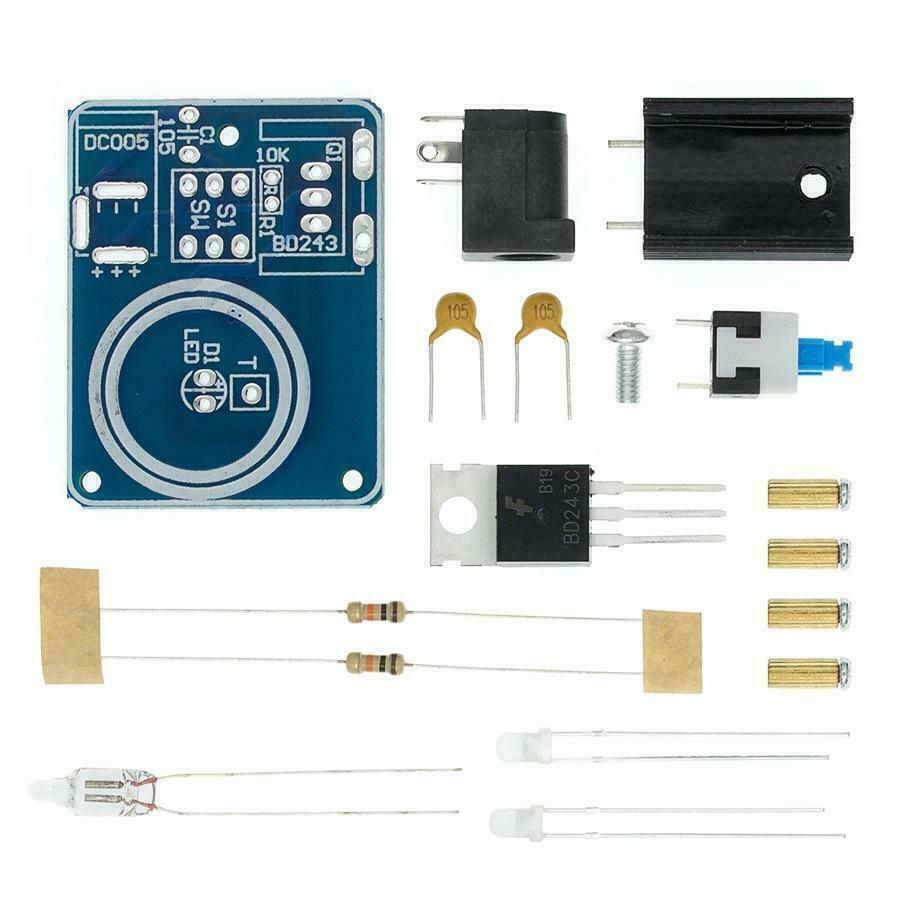 DC005
C1
105
10K
R
R1
Q1
SW
S1
BD243
+++
LED
D1
T
105
105
B19
BD243C